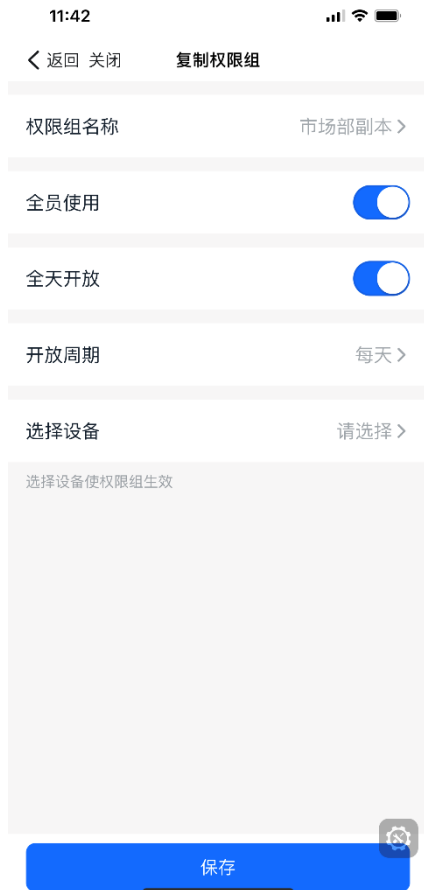 11:42
返回 关闭 复制权限组
权限组名称 市场部副本
全员使用
全天开放
开放周期 每天
选择设备 请选择
选择设备使权限组生效
保存